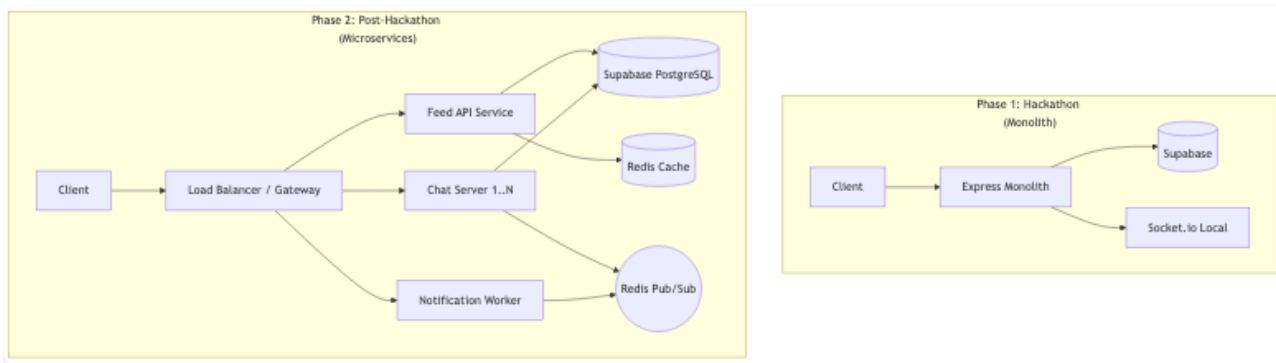 Phase 2: Post-Hackathon
(Microservices)
Supabase PostgreSQL
Feed API Service
Redis Cache
Client
Load Balancer / Gateway
Chat Server 1..N
Redis Pub/Sub
Notification Worker
Phase 1: Hackathon
(Monolith)
Supabase
Client
Express Monolith
Socket.io Local